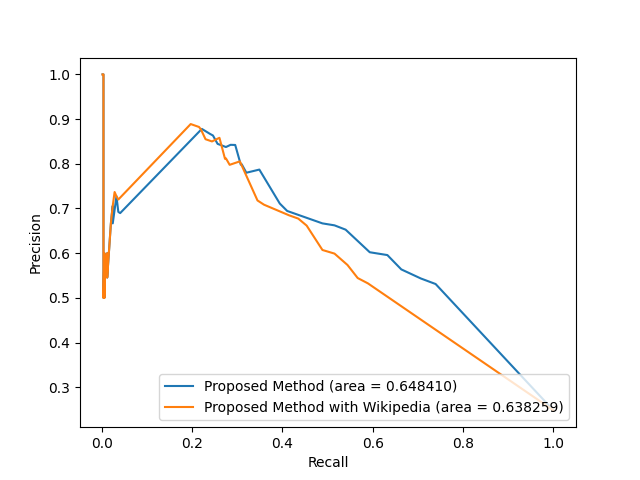 1.0
0.9
0.8
0.7
0.6
0.5
0.4
0.3
Precision
Proposed Method (area = 0.648410)
Proposed Method with Wikipedia (area = 0.638259)
0.0 0.2 0.4 0.6 0.8 1.0
Recall